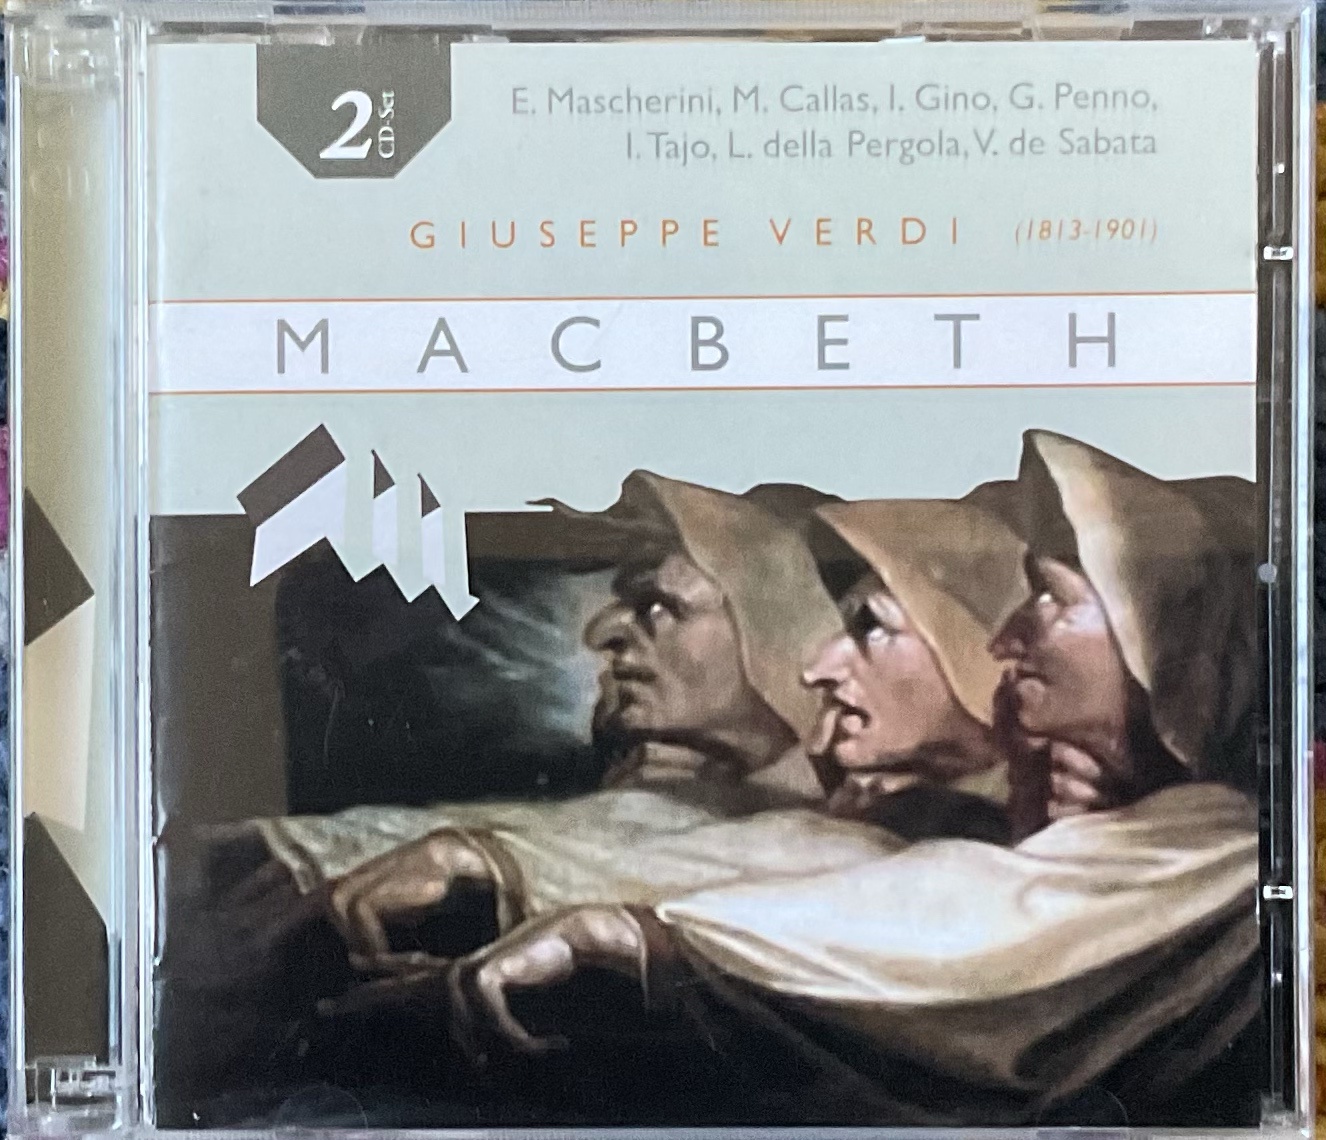 2 CD-Set
E. Mascherini, M. Callas, I. Gino, G. Penno,
I. Tajo, L. della Pergola, V. de Sabata
GIUSEPPE VERDI (1813-1901)
MACBETH